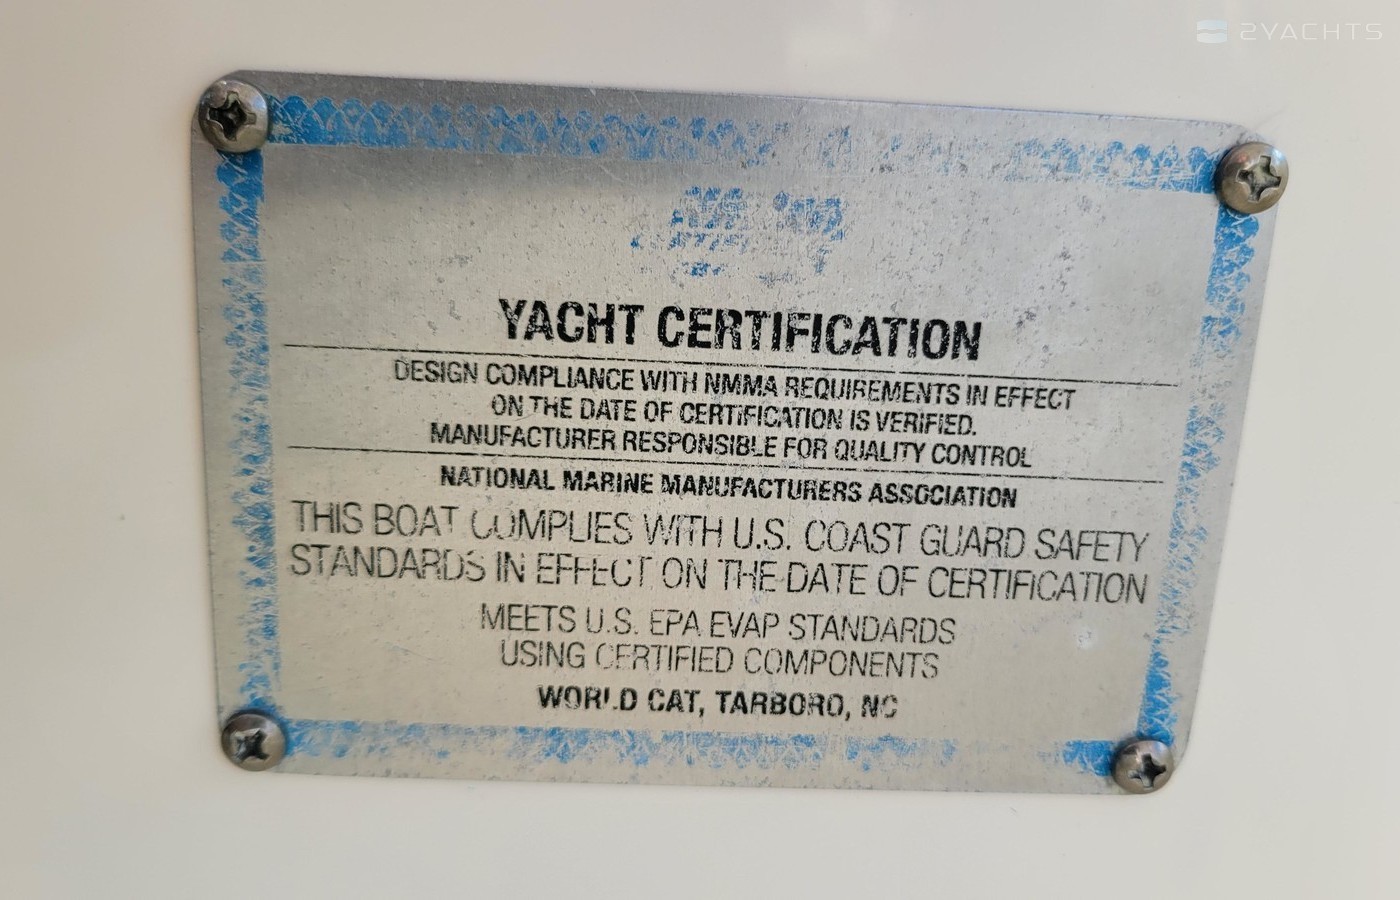 2YACHTS
YACHT CERTIFICATION
DESIGN COMPLIANCE WITH NMMA REQUIREMENTS IN EFFECT
ON THE DATE OF CERTIFICATION IS VERIFIED.
MANUFACTURER RESPONSIBLE FOR QUALITY CONTROL
NATIONAL MARINE MANUFACTURERS ASSOCIATION
THIS BOAT COMPLIES WITH U.S. COAST GUARD SAFETY
STANDARDS IN EFFECT ON THE DATE OF CERTIFICATION
MEETS U.S. EPA EVAP STANDARDS
USING CERTIFIED COMPONENTS
WORLD CAT, TARBORO, NC